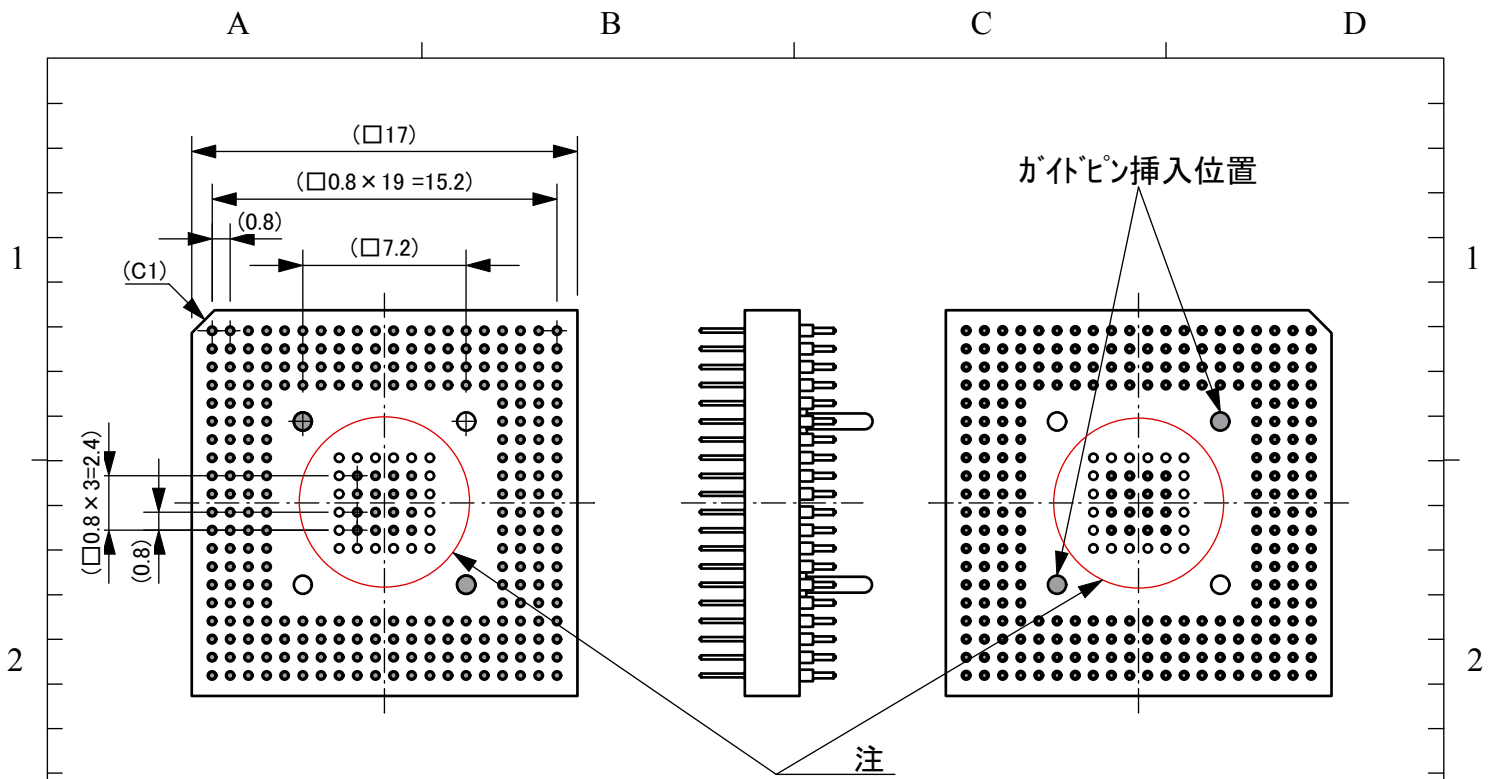 A B C D
(□17)
(□0.8×19 =15.2)
(0.8)
(□7.2)
(C1)
ｶﾞｲﾄﾞﾋﾟﾝ挿入位置
1 1
(□0.8×3=2.4)
(0.8)
2 2
注